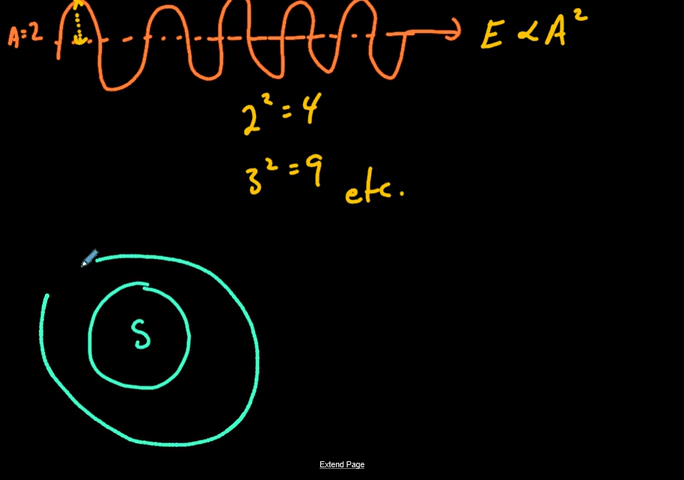 A=2
E ∝ A²
2² = 4
3² = 9 etc.
S
Extend Page